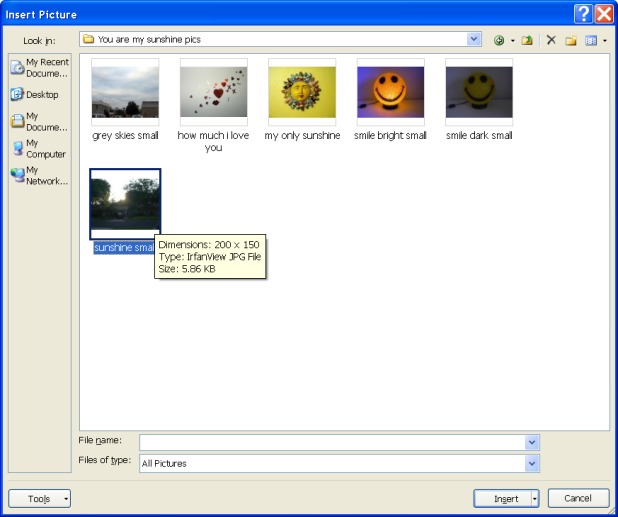 Insert Picture
Look in:
You are my sunshine pics
My Recent
Docume...
Desktop
My
Docume...
My
Computer
My
Network...
grey skies small
how much i love
you
my only sunshine
smile bright small
smile dark small
sunshine small
Dimensions: 200 x 150
Type: IrfanView JPG File
Size: 5.86 KB
File name:
Files of type:
All Pictures
Tools
Insert
Cancel